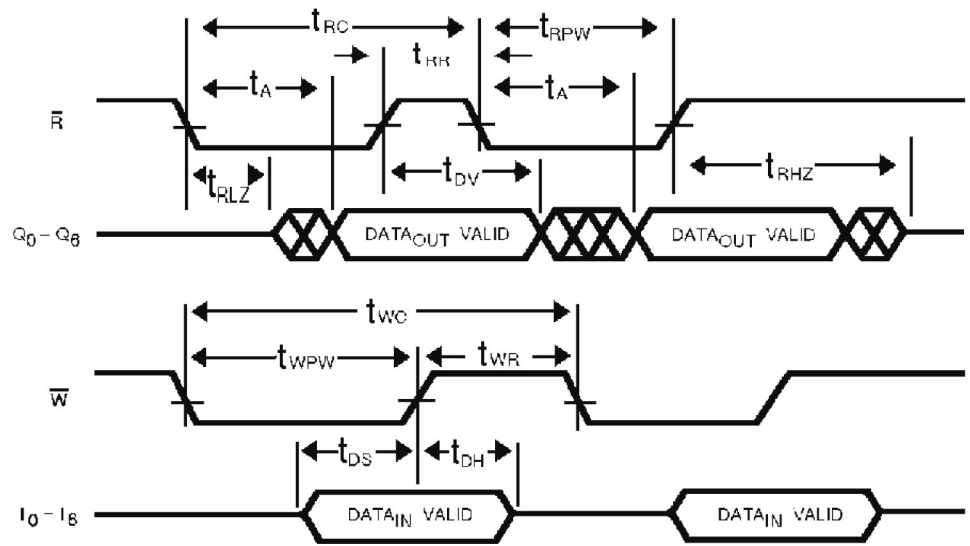 tRC
tRPW
tRR
tA
tA
R̅
tRLZ
tDV
tRHZ
Q0–Q8
DATAOUT VALID
DATAOUT VALID
tWC
tWPW
tWR
W̅
tDS
tDH
I0–I8
DATAIN VALID
DATAIN VALID